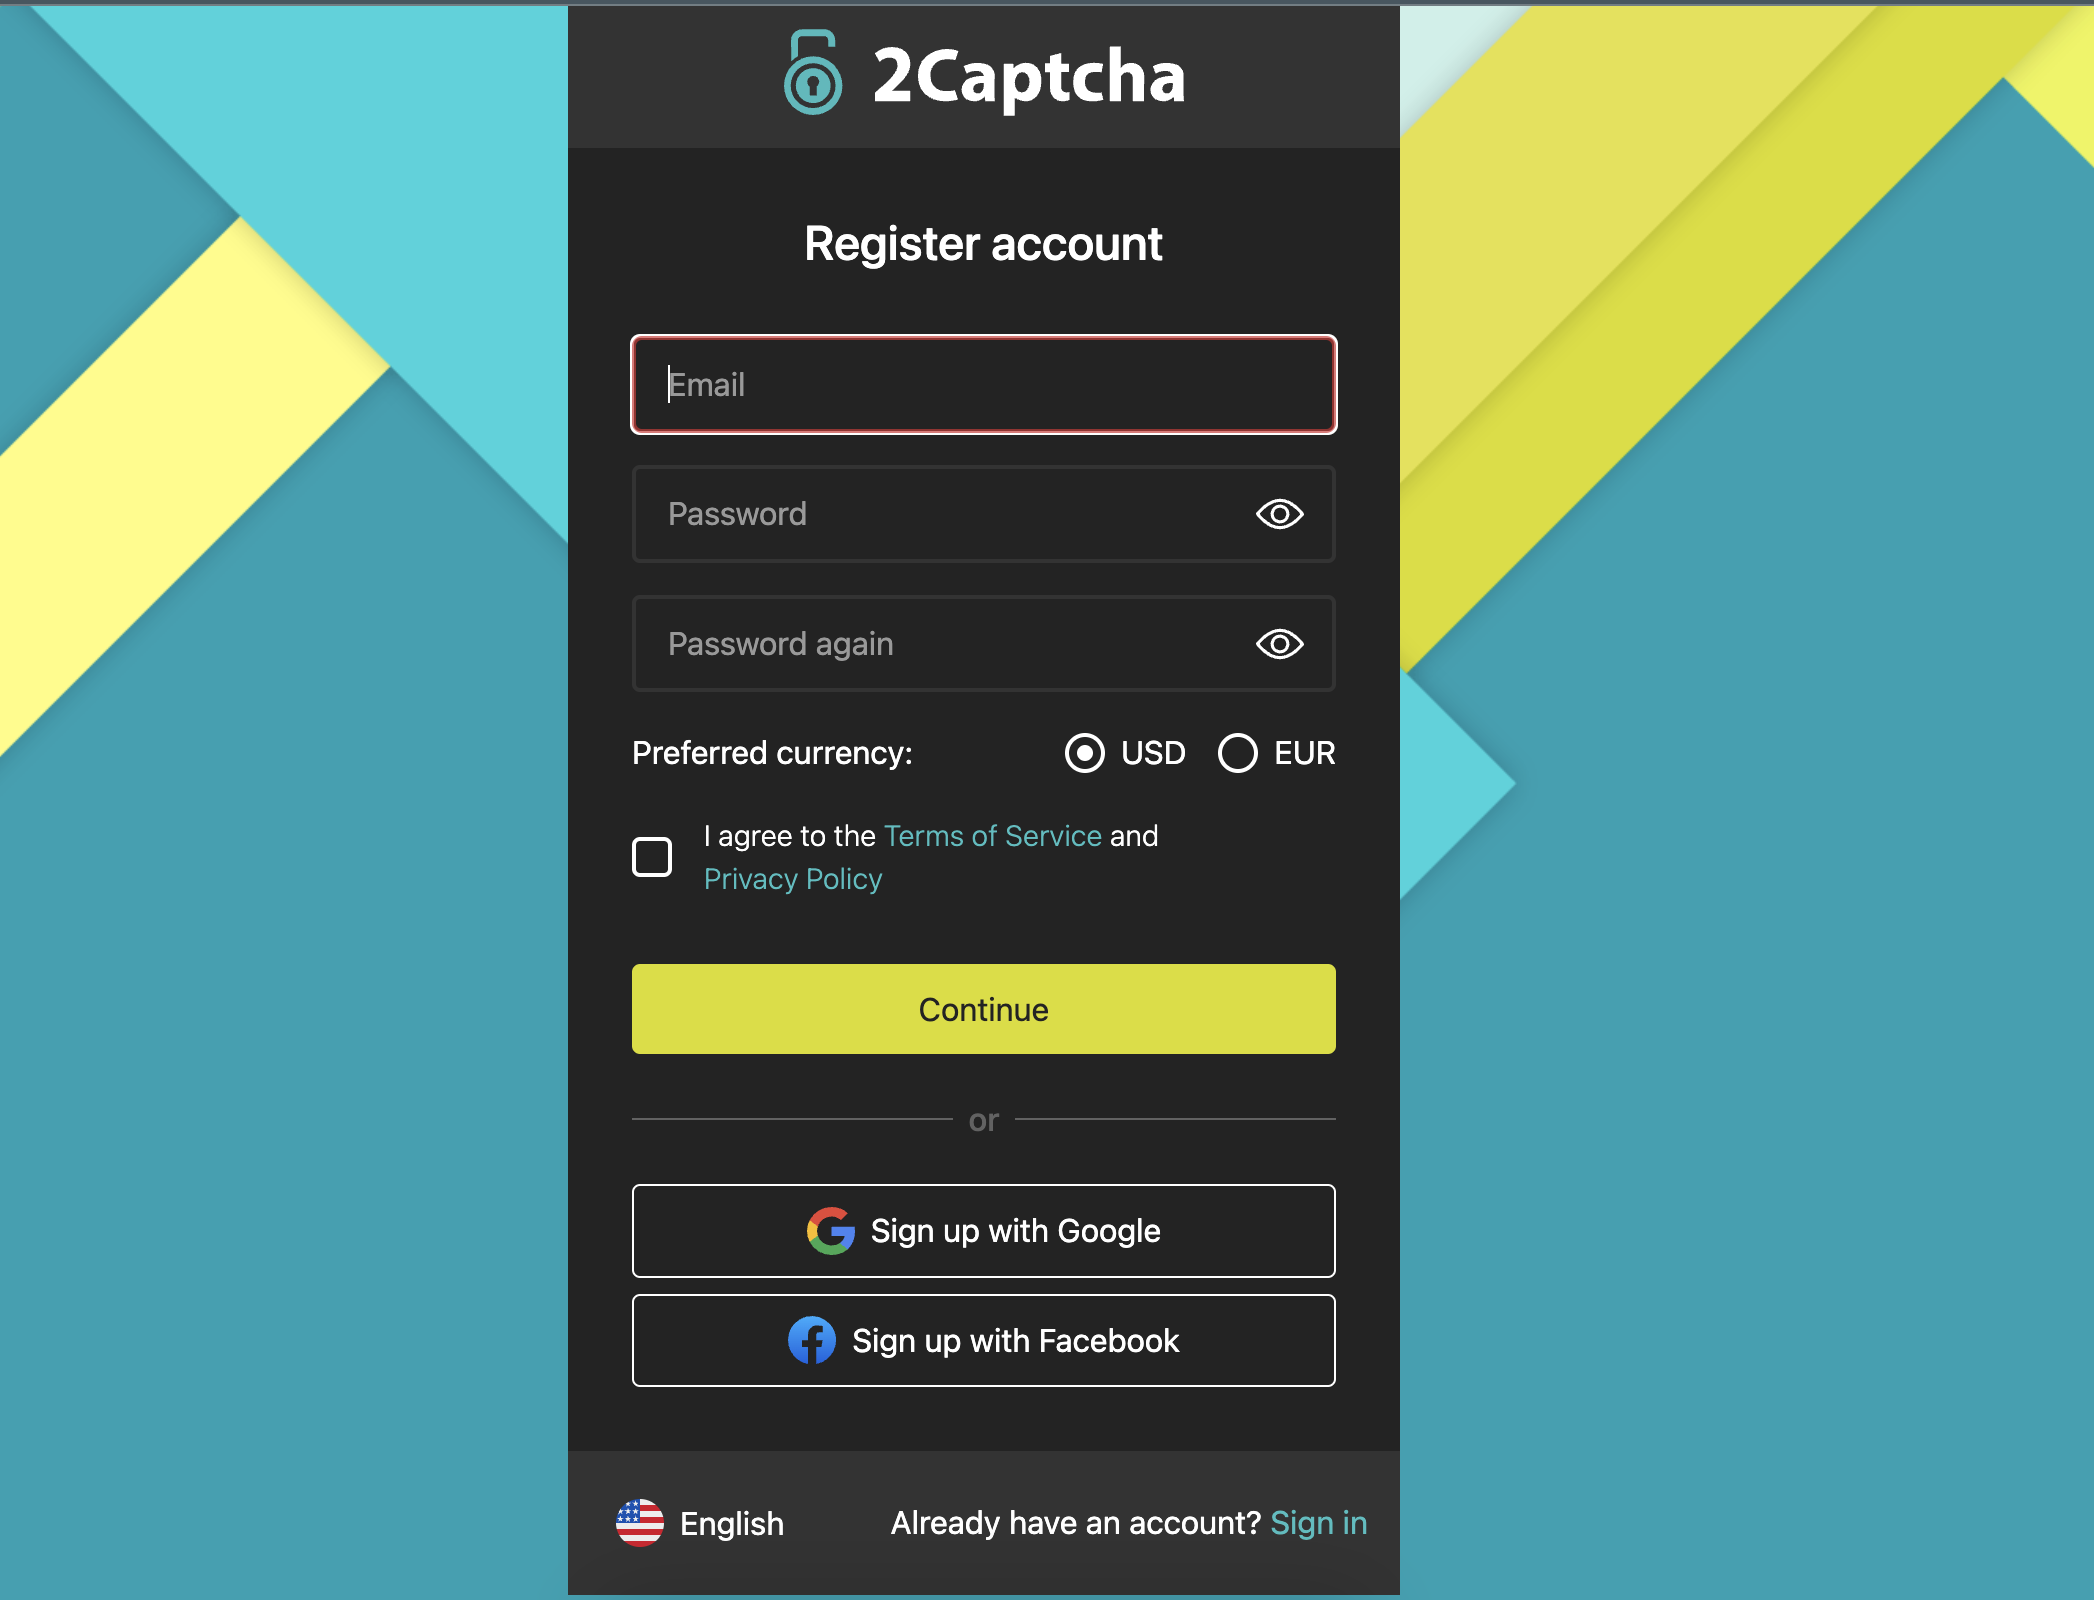 2Captcha
Register account
Email
Password
Password again
Preferred currency: USD EUR
I agree to the Terms of Service and
Privacy Policy
Continue
or
Sign up with Google
Sign up with Facebook
English Already have an account? Sign in